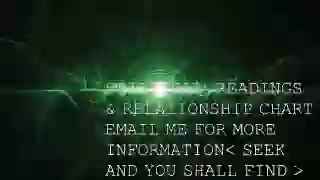 READINGS
& RELATIONSHIP CHART
EMAIL ME FOR MORE
INFORMATION< SEEK
AND YOU SHALL FIND >